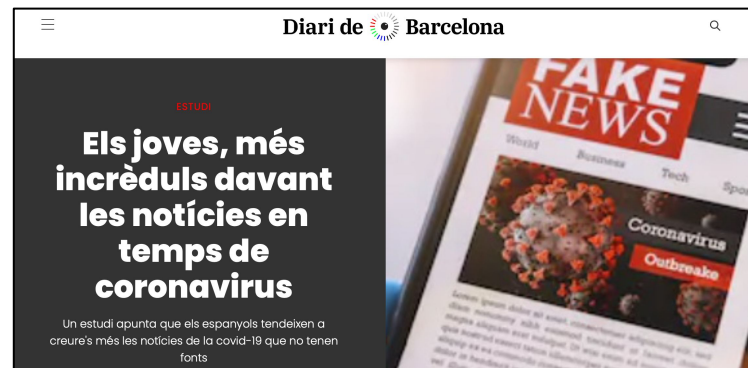 Diari de Barcelona
ESTUDI
Els joves, més
incrèduls davant
les notícies en
temps de
coronavirus
Un estudi apunta que els espanyols tendeixen a
creure's més les notícies de la covid-19 que no tenen
fonts
FAKE
NEWS
World Business Tech
Coronavirus
Outbreake